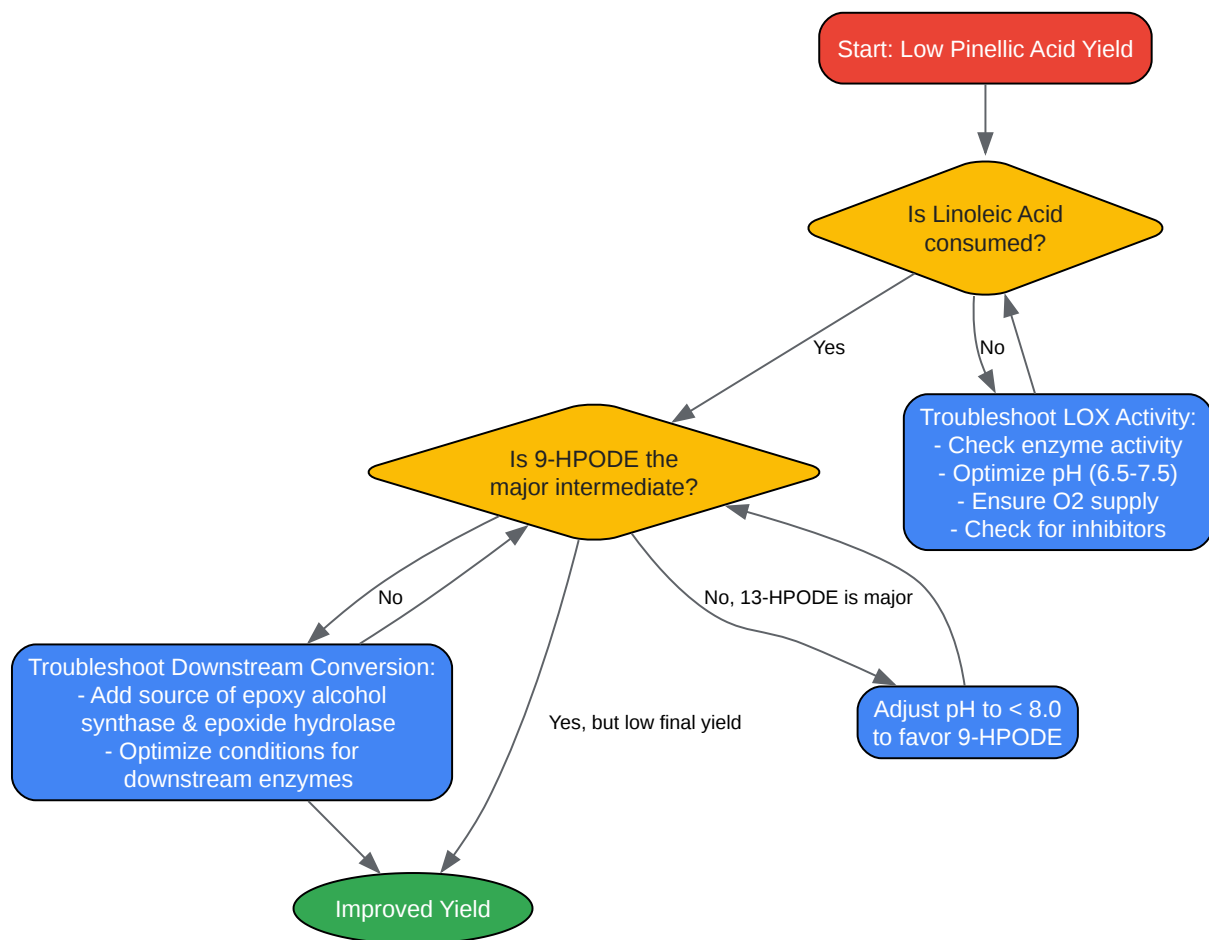 Start: Low Pinellic Acid Yield
Is Linoleic Acid
consumed?
Yes
No
Troubleshoot LOX Activity:
- Check enzyme activity
- Optimize pH (6.5-7.5)
- Ensure O2 supply
- Check for inhibitors
Is 9-HPODE the
major intermediate?
No
No, 13-HPODE is major
Troubleshoot Downstream Conversion:
- Add source of epoxy alcohol
synthase & epoxide hydrolase
- Optimize conditions for
downstream enzymes
Yes, but low final yield
Adjust pH to < 8.0
to favor 9-HPODE
Improved Yield